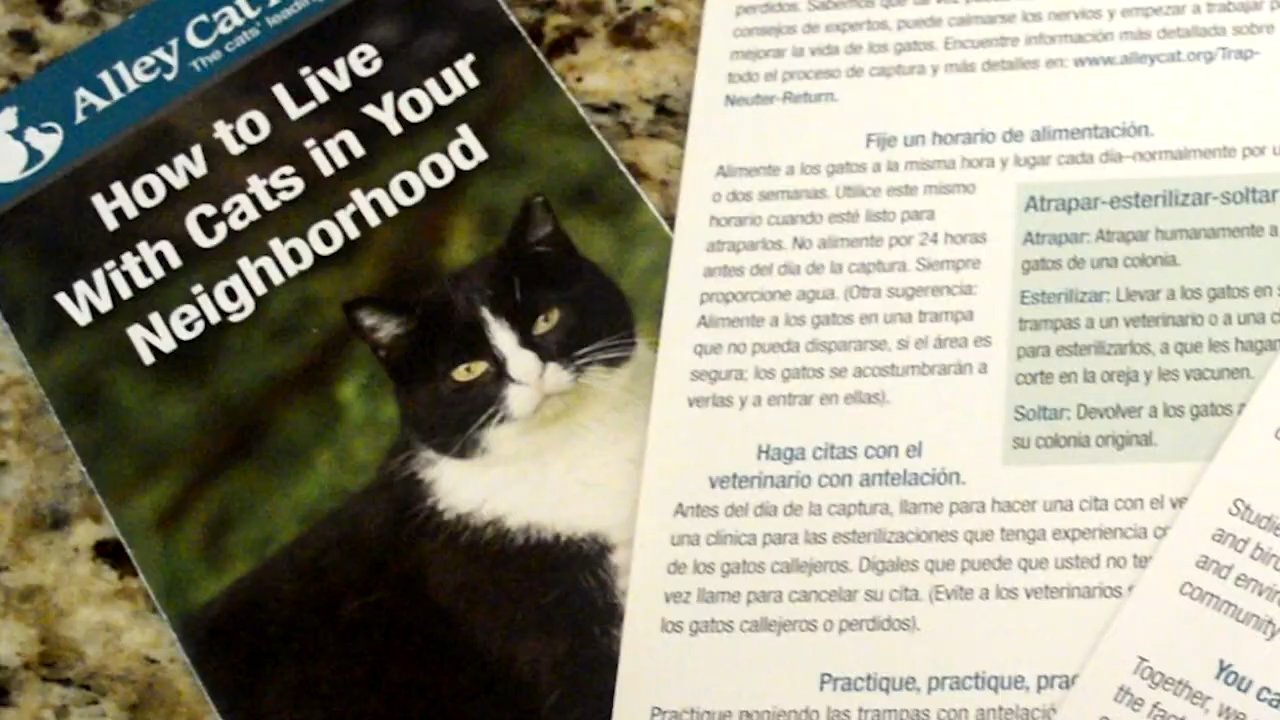 Alley Cat
The cats' leading
How to Live
With Cats in Your
Neighborhood
perdidos. Sabemos que
consejos de expertos, puede calmarse los nervios y empezar a trabajar
mejorar la vida de los gatos. Encuentre información más detallada sobre
todo el proceso de captura y más detalles en: www.alleycat.org/Trap-
Neuter-Return.
Fije un horario de alimentación.
Alimente a los gatos a la misma hora y lugar cada día–normalmente por
o dos semanas. Utilice este mismo
horario cuando esté listo para
atraparlos. No alimente por 24 horas
antes del día de la captura. Siempre
proporcione agua. (Otra sugerencia:
Alimente a los gatos en una trampa
que no pueda dispararse, si el área es
segura; los gatos se acostumbrarán a
verlas y a entrar en ellas).
Atrapar-esterilizar-soltar
Atrapar: Atrapar humanamente a
gatos de una colonia.
Esterilizar: Llevar a los gatos en
trampas a un veterinario o a una
para esterilizarlos, a que les hagan
corte en la oreja y les vacunen.
Soltar: Devolver a los gatos
su colonia original.
Haga citas con el
veterinario con antelación.
Antes del día de la captura, llame para hacer una cita con el ve
una clínica para las esterilizaciones que tenga experiencia
de los gatos callejeros. Dígales que puede que usted no te
vez llame para cancelar su cita. (Evite a los veterinarios
los gatos callejeros o perdidos).
Practique, practique, prac
Practique poniendo las trampas con antelació
Studie
and bir
and envir
community
You ca
Together, we
the fac